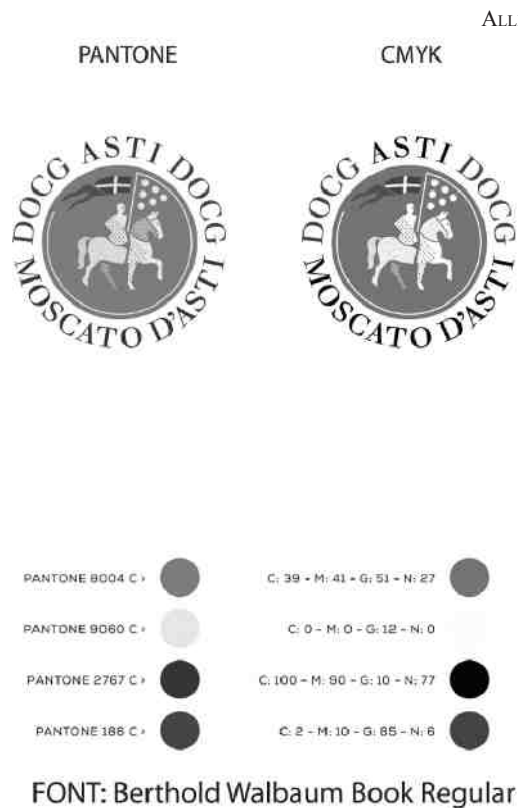 ALL
PANTONE
CMYK
DOCG ASTI DOCG
MOSCATO D'ASTI
DOCG ASTI DOCG
MOSCATO D'ASTI
PANTONE 8004 C >
C: 39 - M: 41 - G: 51 - N: 27
PANTONE 9060 C >
C: 0 - M: 0 - G: 12 - N: 0
PANTONE 2767 C >
C: 100 - M: 90 - G: 10 - N: 77
PANTONE 186 C >
C: 2 - M: 10 - G: 85 - N: 6
FONT: Berthold Walbaum Book Regular